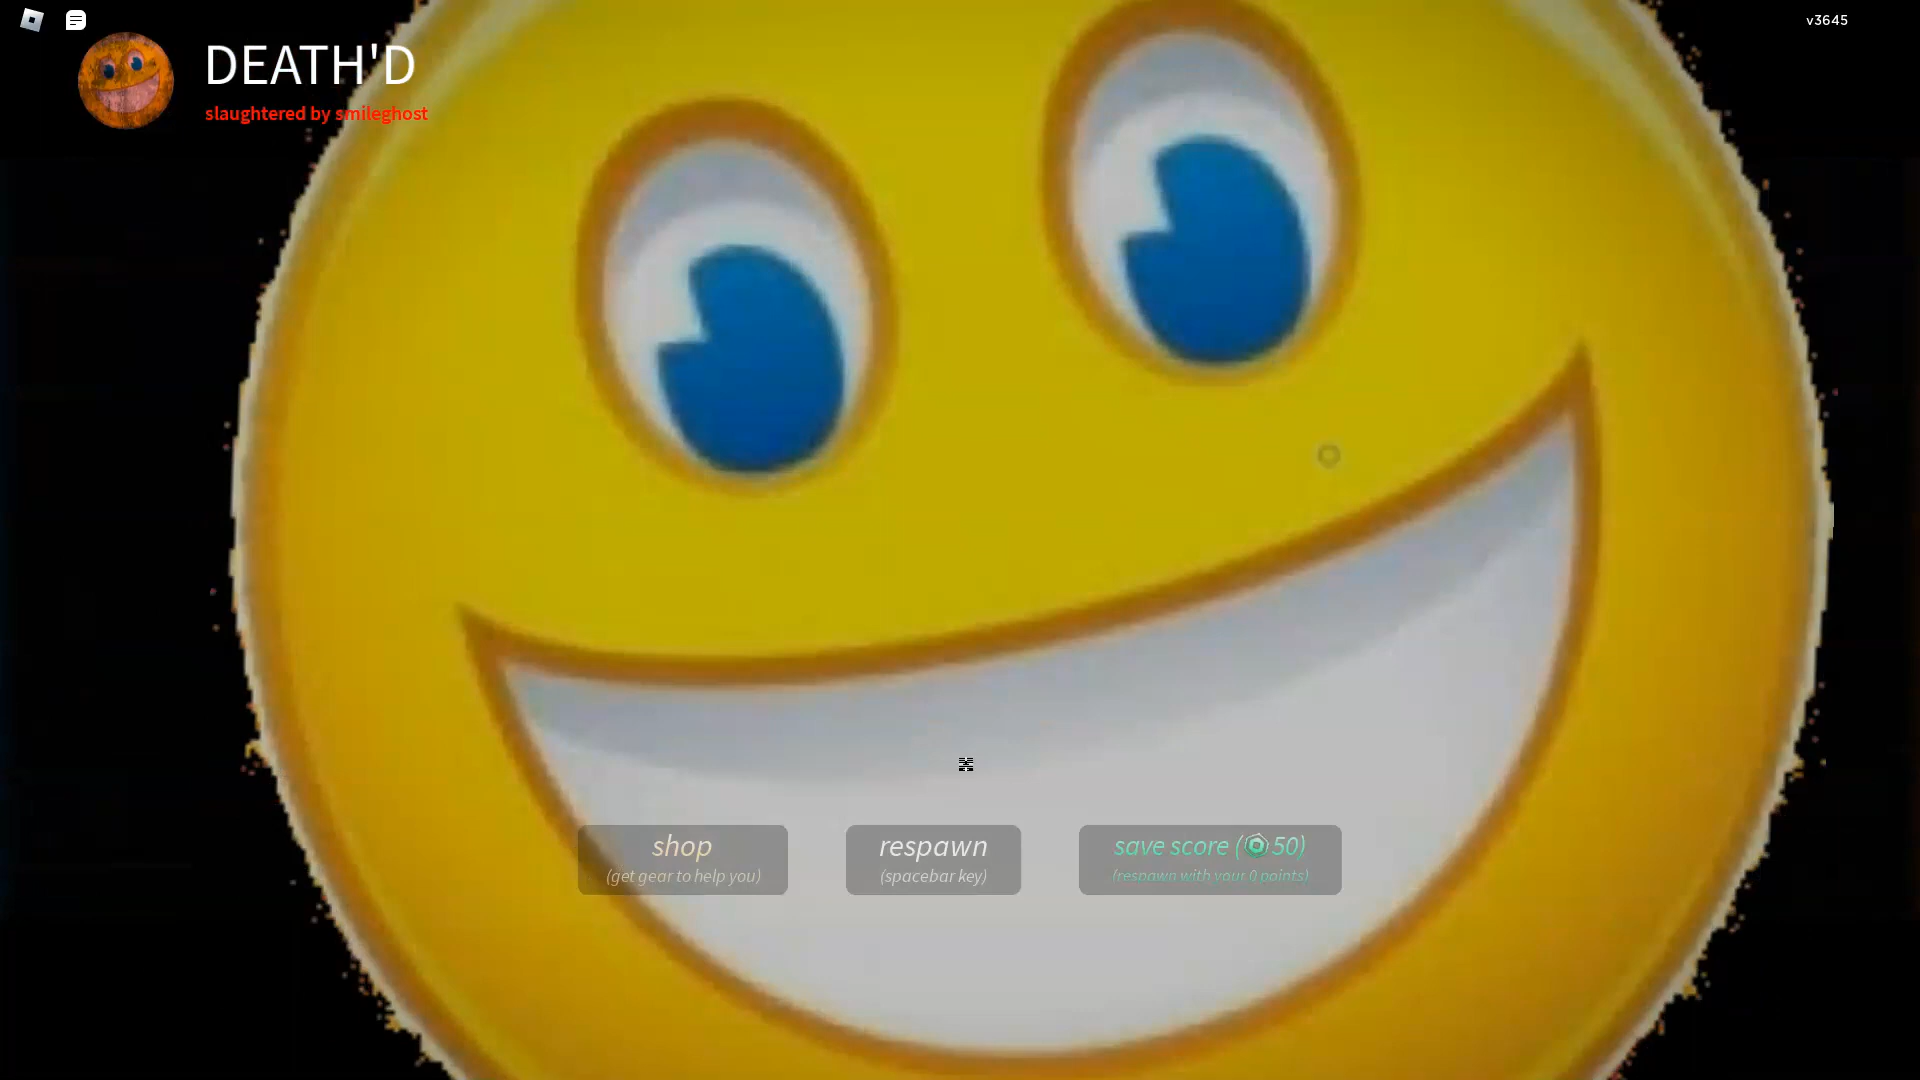 v3645
DEATH'D
slaughtered by smileghost
shop
(get gear to help you)
respawn
(spacebar key)
save score (50)
(respawn with your 0 points)